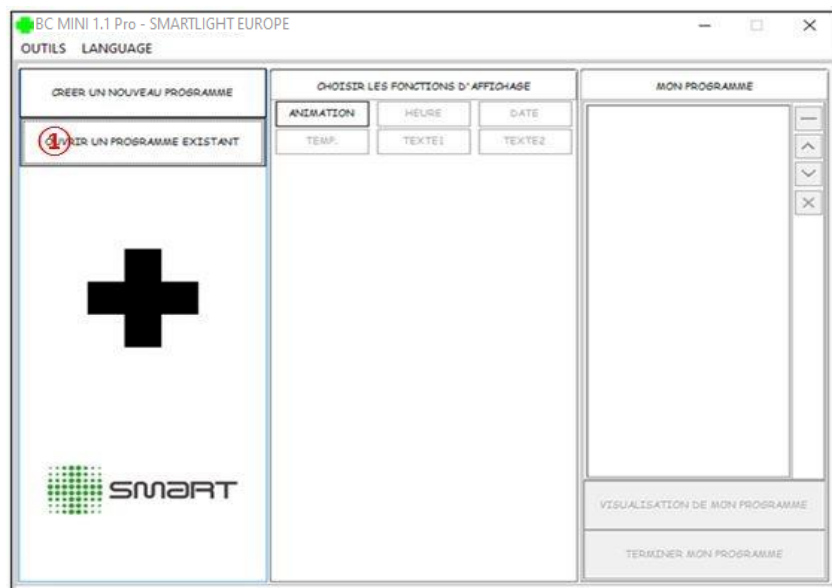 BC MINI 1.1 Pro - SMARTLIGHT EUROPE
OUTILS LANGUAGE
CREER UN NOUVEAU PROGRAMME
① OUVRIR UN PROGRAMME EXISTANT
SMART
CHOISIR LES FONCTIONS D'AFFICHAGE
ANIMATION HEURE DATE
TEMP. TEXTE1 TEXTE2
MON PROGRAMME
VISUALISATION DE MON PROGRAMME
TERMINER MON PROGRAMME